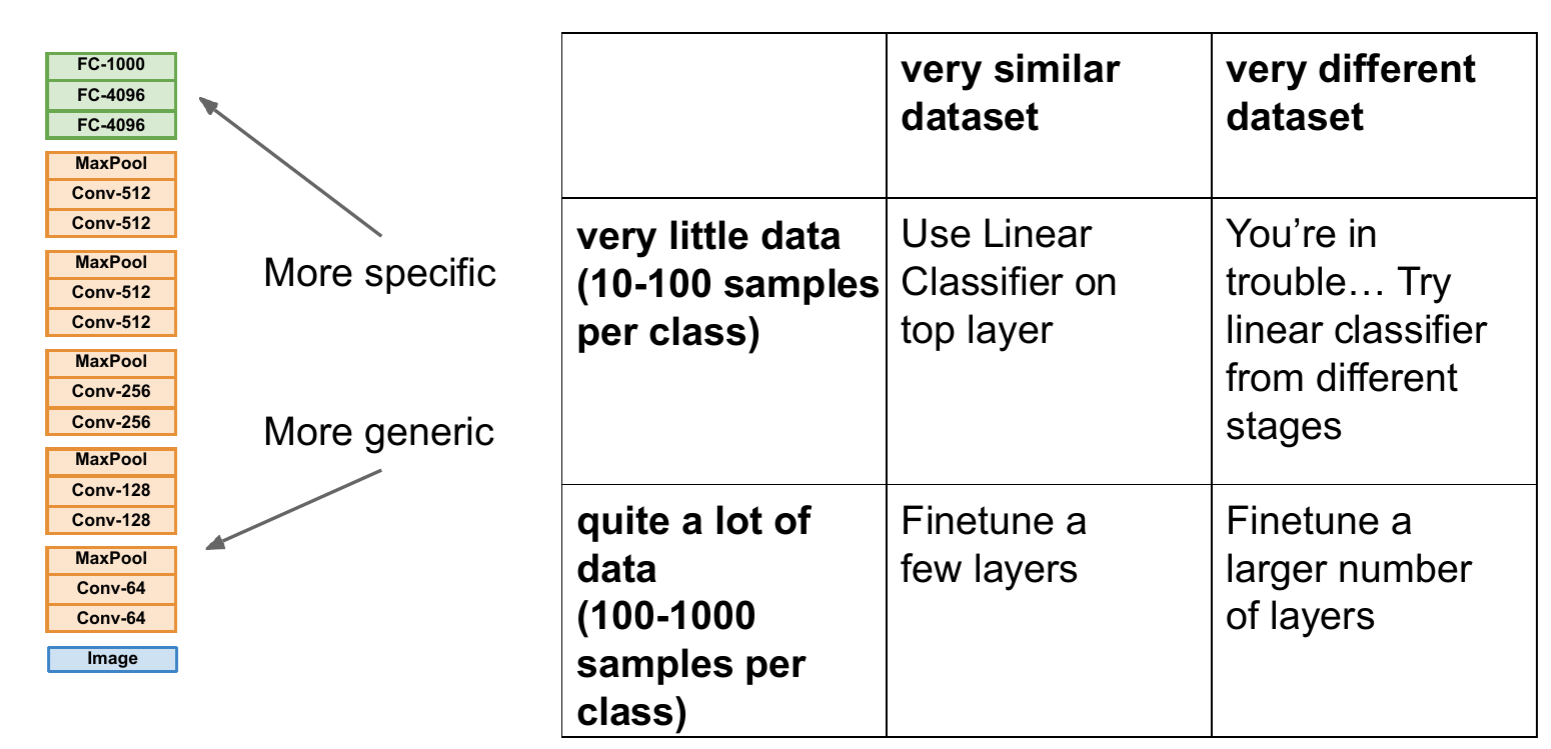 FC-1000
FC-4096
FC-4096
MaxPool
Conv-512
Conv-512
MaxPool
Conv-512
Conv-512
MaxPool
Conv-256
Conv-256
MaxPool
Conv-128
Conv-128
MaxPool
Conv-64
Conv-64
Image
More specific
More generic
very similar
dataset
very different
dataset
very little data
(10-100 samples
per class)
Use Linear
Classifier on
top layer
You’re in
trouble… Try
linear classifier
from different
stages
quite a lot of
data
(100-1000
samples per
class)
Finetune a
few layers
Finetune a
larger number
of layers